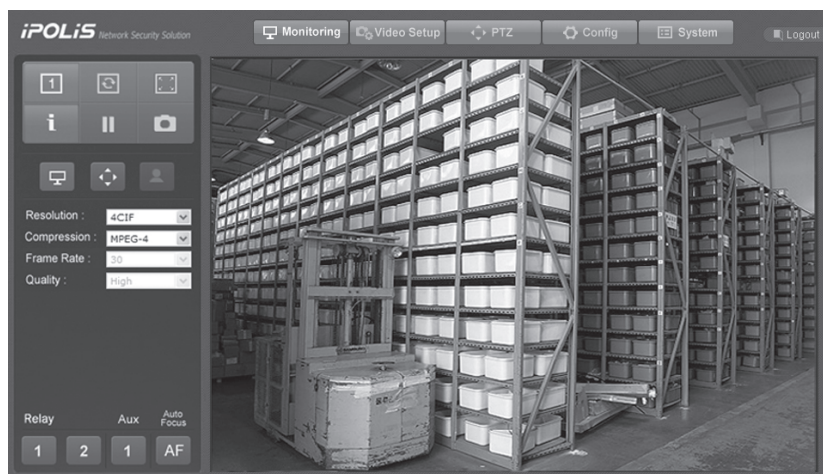 iPOLiS Network Security Solution
Monitoring
Video Setup
PTZ
Config
System
Logout
1
i
Resolution : 4CIF
Compression : MPEG-4
Frame Rate : 30
Quality : High
Relay
Aux
Auto
Focus
1
2
1
AF